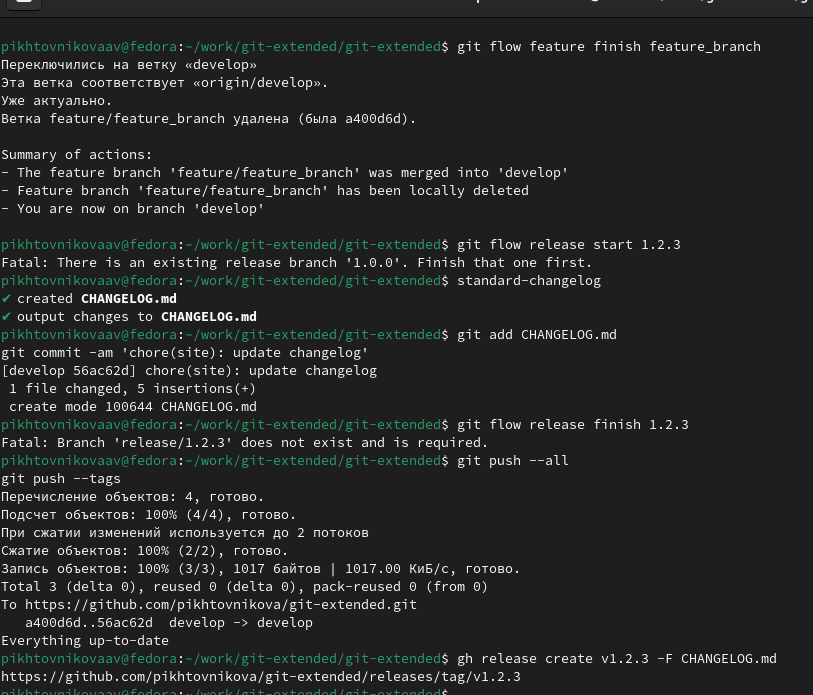 pikhtovnikovaav@fedora:~/work/git-extended/git-extended$ git flow feature finish feature_branch
Переключились на ветку «develop»
Эта ветка соответствует «origin/develop».
Уже актуально.
Ветка feature/feature_branch удалена (была a400d6d).
Summary of actions:
- The feature branch 'feature/feature_branch' was merged into 'develop'
- Feature branch 'feature/feature_branch' has been locally deleted
- You are now on branch 'develop'
pikhtovnikovaav@fedora:~/work/git-extended/git-extended$ git flow release start 1.2.3
Fatal: There is an existing release branch '1.0.0'. Finish that one first.
pikhtovnikovaav@fedora:~/work/git-extended/git-extended$ standard-changelog
✔ created CHANGELOG.md
✔ output changes to CHANGELOG.md
pikhtovnikovaav@fedora:~/work/git-extended/git-extended$ git add CHANGELOG.md
git commit -am 'chore(site): update changelog'
[develop 56ac62d] chore(site): update changelog
1 file changed, 5 insertions(+)
create mode 100644 CHANGELOG.md
pikhtovnikovaav@fedora:~/work/git-extended/git-extended$ git flow release finish 1.2.3
Fatal: Branch 'release/1.2.3' does not exist and is required.
pikhtovnikovaav@fedora:~/work/git-extended/git-extended$ git push --all
git push --tags
Перечисление объектов: 4, готово.
Подсчет объектов: 100% (4/4), готово.
При сжатии изменений используется до 2 потоков
Сжатие объектов: 100% (2/2), готово.
Запись объектов: 100% (3/3), 1017 байтов | 1017.00 КиБ/с, готово.
Total 3 (delta 0), reused 0 (delta 0), pack-reused 0 (from 0)
To https://github.com/pikhtovnikova/git-extended.git
a400d6d..56ac62d  develop -> develop
Everything up-to-date
pikhtovnikovaav@fedora:~/work/git-extended/git-extended$ gh release create v1.2.3 -F CHANGELOG.md
https://github.com/pikhtovnikova/git-extended/releases/tag/v1.2.3